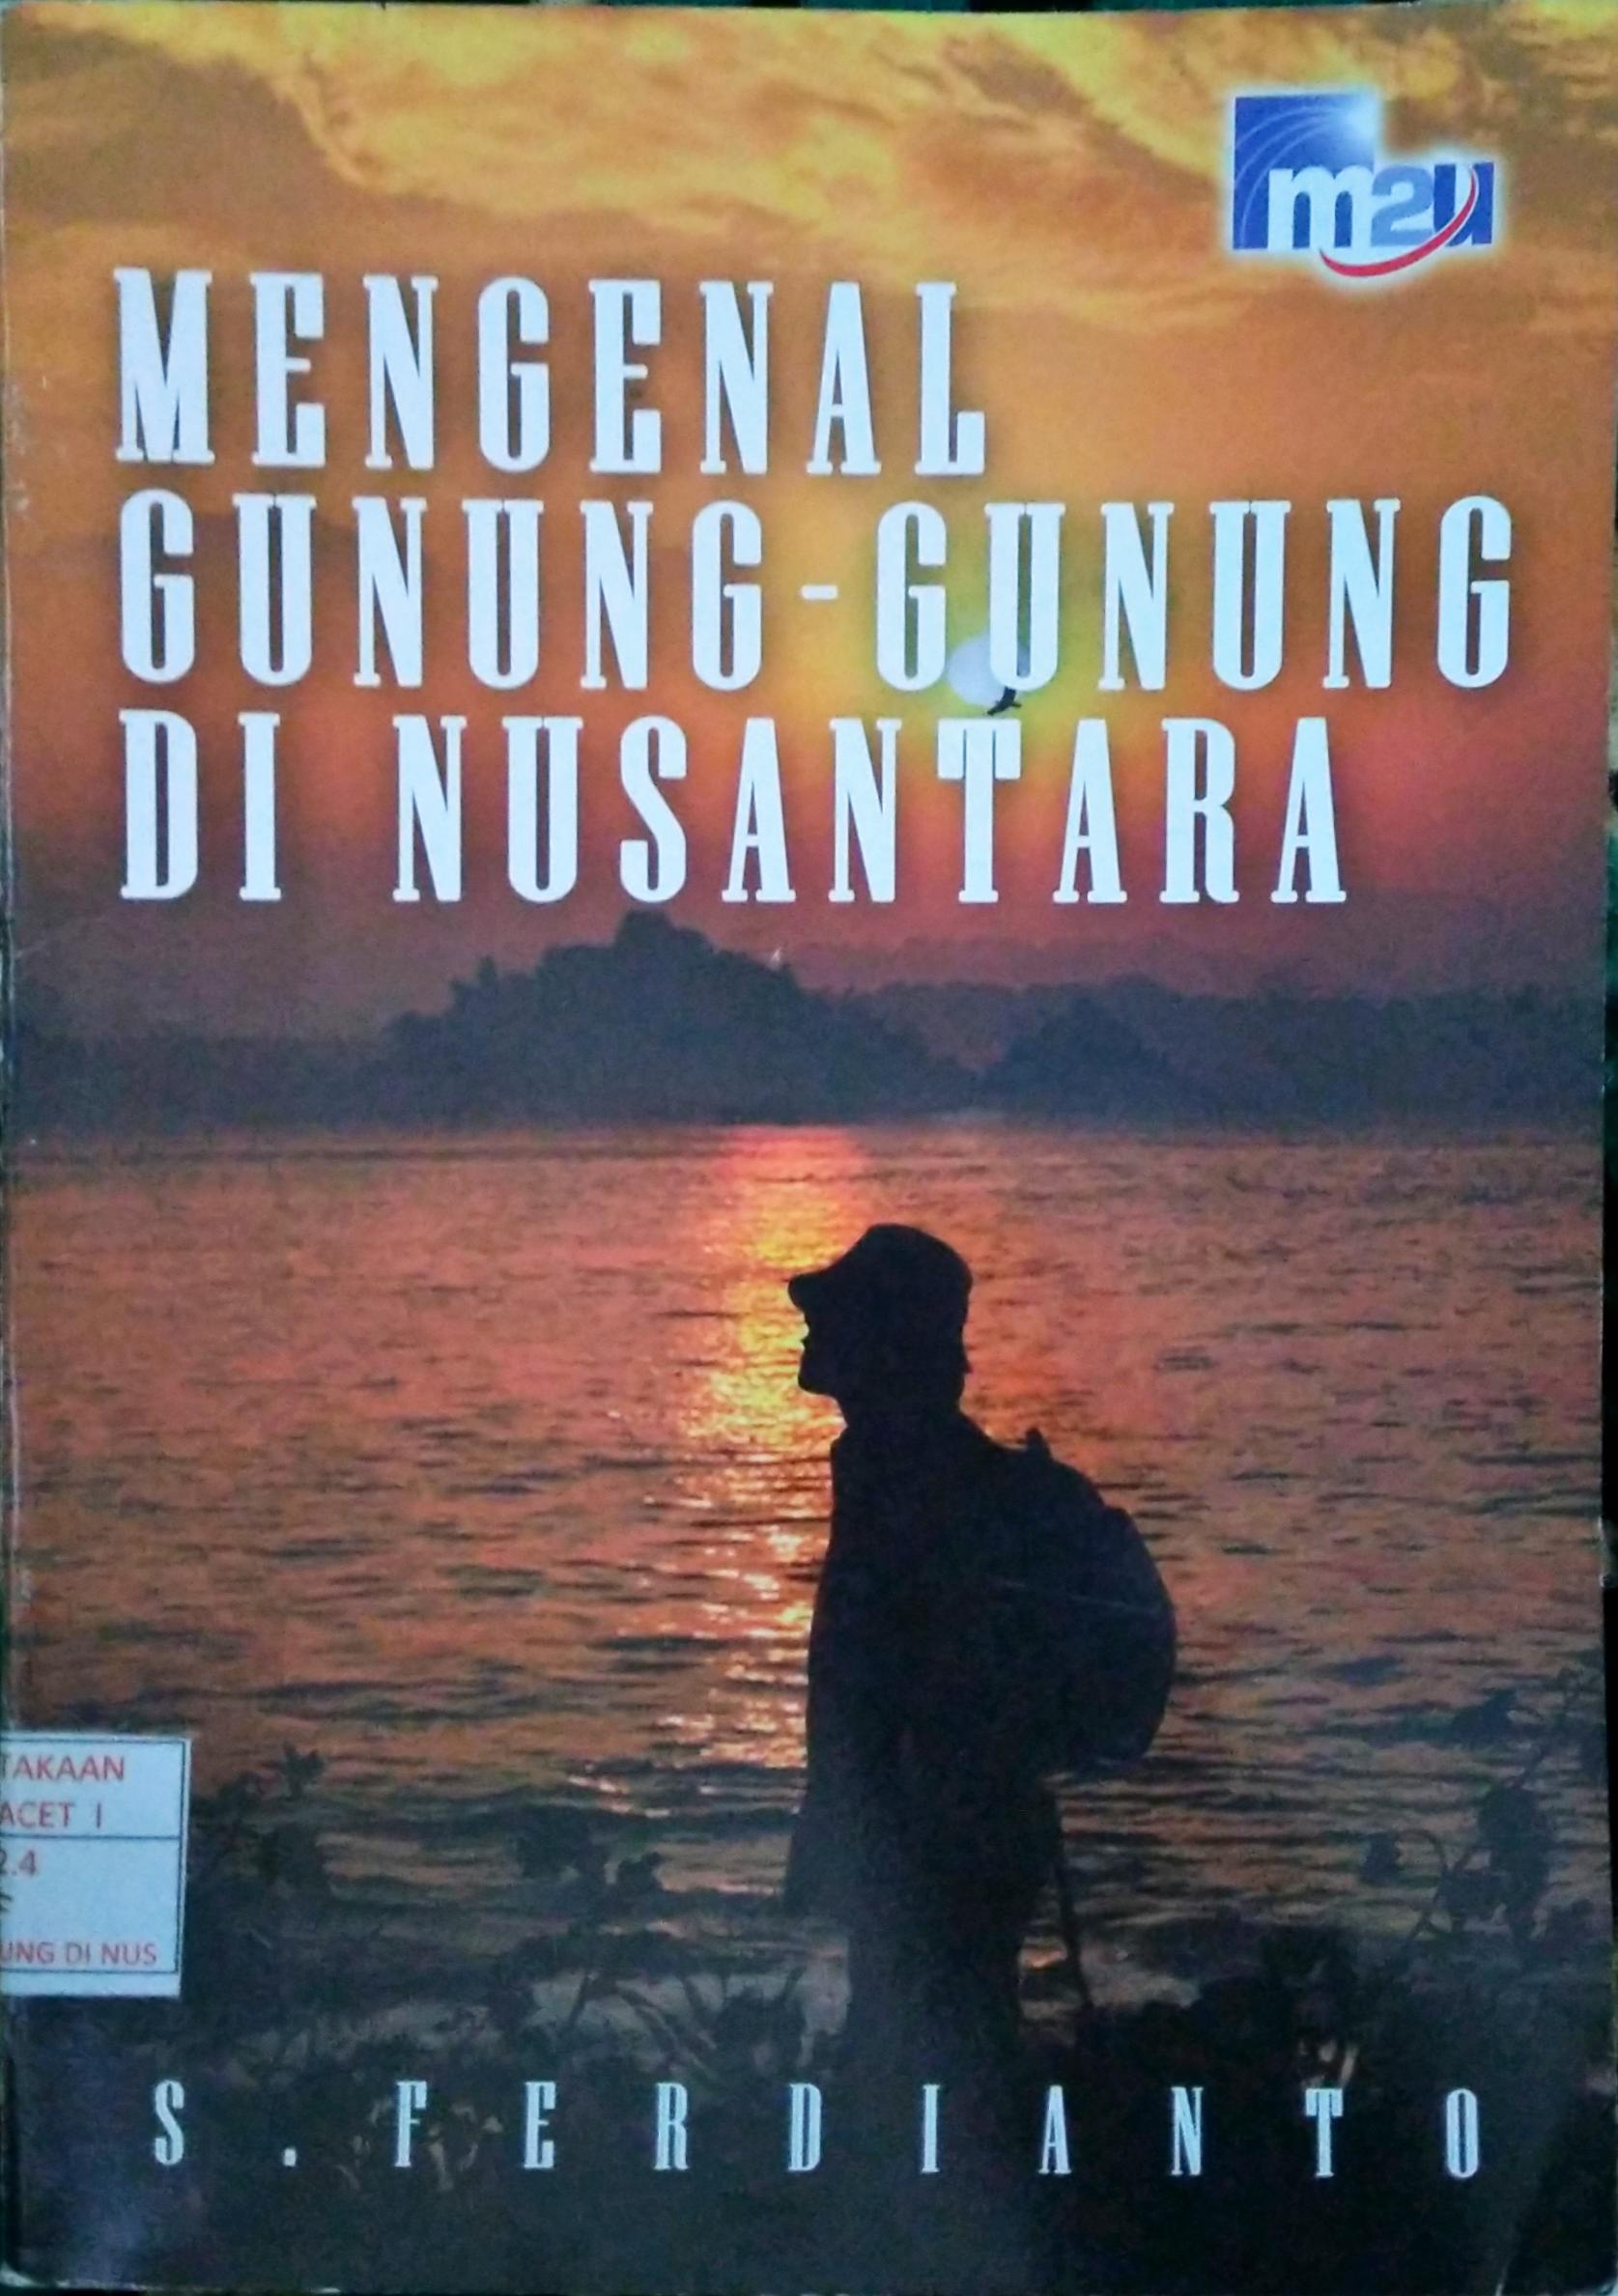 m2u
MENGENAL
GUNUNG-GUNUNG
DI NUSANTARA
TAKAAN
ACET I
2.4
UNG DI NUS
S. FERDIANTO